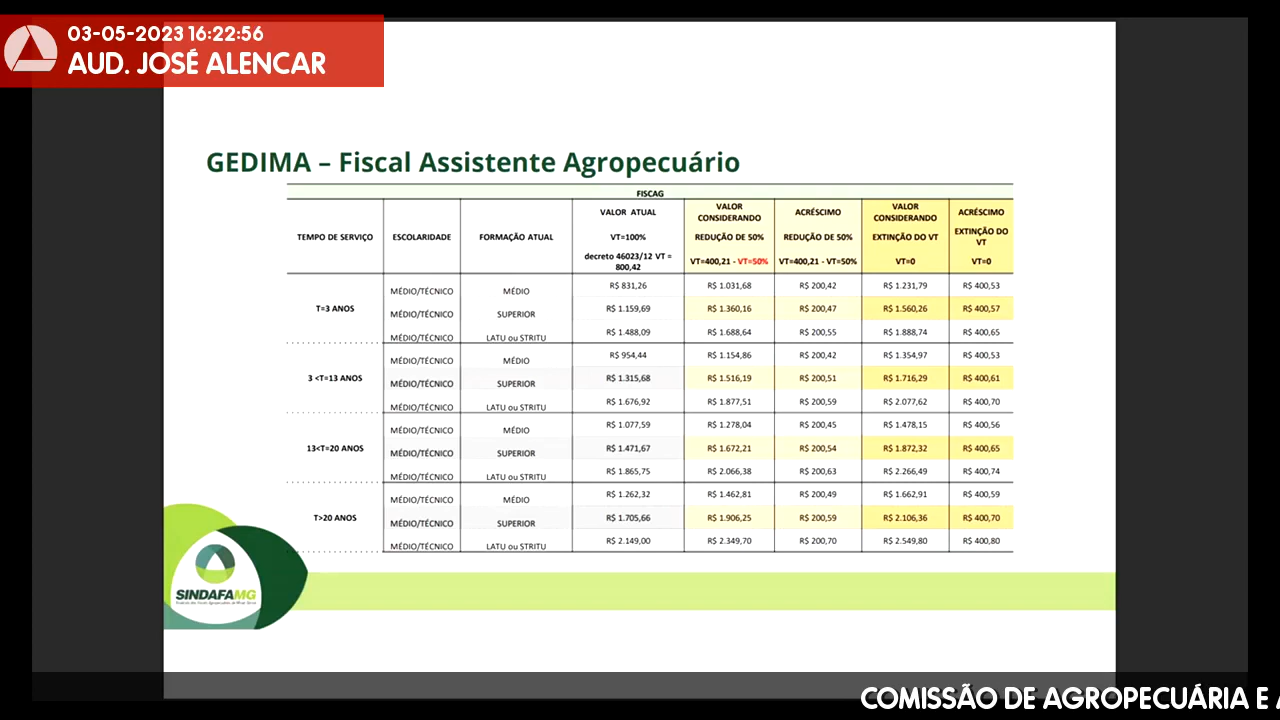 03-05-2023 16:22:56
AUD. JOSÉ ALENCAR
GEDIMA – Fiscal Assistente Agropecuário
FISCAG
TEMPO DE SERVIÇO ESCOLARIDADE FORMAÇÃO ATUAL VALOR ATUAL VT=100% decreto 46023/12 VT = 800,42 VALOR CONSIDERANDO REDUÇÃO DE 50% VT=400,21 - VT=50% ACRÉSCIMO REDUÇÃO DE 50% VT=400,21 - VT=50% VALOR CONSIDERANDO EXTINÇÃO DO VT VT=0 ACRÉSCIMO EXTINÇÃO DO VT VT=0
T=3 ANOS
MÉDIO/TÉCNICO MÉDIO R$ 831,26 R$ 1.031,68 R$ 200,42 R$ 1.231,79 R$ 400,53
MÉDIO/TÉCNICO SUPERIOR R$ 1.159,69 R$ 1.360,16 R$ 200,47 R$ 1.560,26 R$ 400,57
MÉDIO/TÉCNICO LATU ou STRITU R$ 1.488,09 R$ 1.688,64 R$ 200,55 R$ 1.888,74 R$ 400,65
3 <T=13 ANOS
MÉDIO/TÉCNICO MÉDIO R$ 954,44 R$ 1.154,86 R$ 200,42 R$ 1.354,97 R$ 400,53
MÉDIO/TÉCNICO SUPERIOR R$ 1.315,68 R$ 1.516,19 R$ 200,51 R$ 1.716,29 R$ 400,61
MÉDIO/TÉCNICO LATU ou STRITU R$ 1.676,92 R$ 1.877,51 R$ 200,59 R$ 2.077,62 R$ 400,70
13<T=20 ANOS
MÉDIO/TÉCNICO MÉDIO R$ 1.077,59 R$ 1.278,04 R$ 200,45 R$ 1.478,15 R$ 400,56
MÉDIO/TÉCNICO SUPERIOR R$ 1.471,67 R$ 1.672,21 R$ 200,54 R$ 1.872,32 R$ 400,65
MÉDIO/TÉCNICO LATU ou STRITU R$ 1.865,75 R$ 2.066,38 R$ 200,63 R$ 2.266,49 R$ 400,74
T>20 ANOS
MÉDIO/TÉCNICO MÉDIO R$ 1.262,32 R$ 1.462,81 R$ 200,49 R$ 1.662,91 R$ 400,59
MÉDIO/TÉCNICO SUPERIOR R$ 1.705,66 R$ 1.906,25 R$ 200,59 R$ 2.106,36 R$ 400,70
MÉDIO/TÉCNICO LATU ou STRITU R$ 2.149,00 R$ 2.349,70 R$ 200,70 R$ 2.549,80 R$ 400,80
SINDAFAMG
COMISSÃO DE AGROPECUÁRIA E